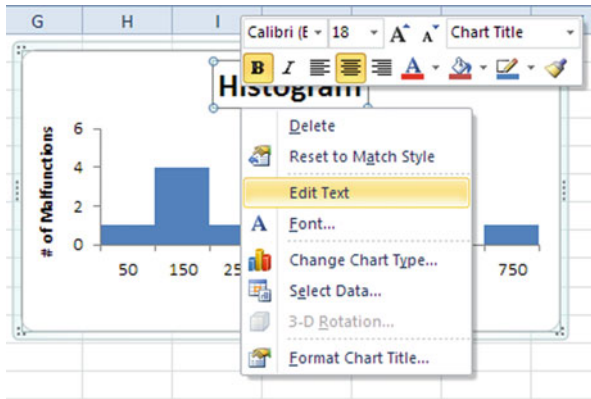 G H I
Calibri (E 18 A A Chart Title
B I A
Histogram
# of Malfunctions
6
4
2
0
50 150 25 750
Delete
Reset to Match Style
Edit Text
A Font...
Change Chart Type...
Select Data...
3-D Rotation...
Format Chart Title...